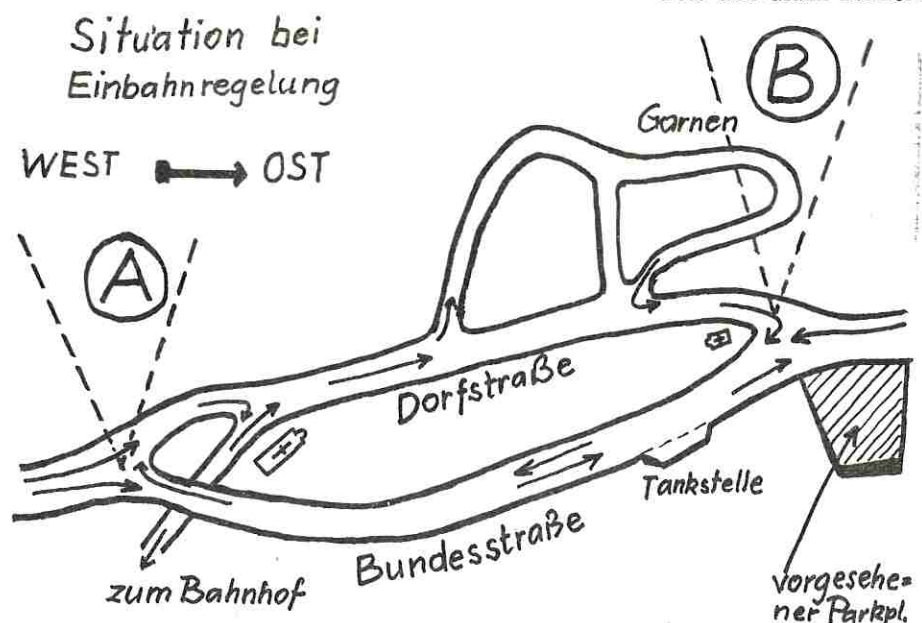 Situation bei
Einbahnregelung
WEST OST
A
B
Garnen
Dorfstraße
Tankstelle
Bundesstraße
zum Bahnhof
vorgesehe=
ner Parkpl.